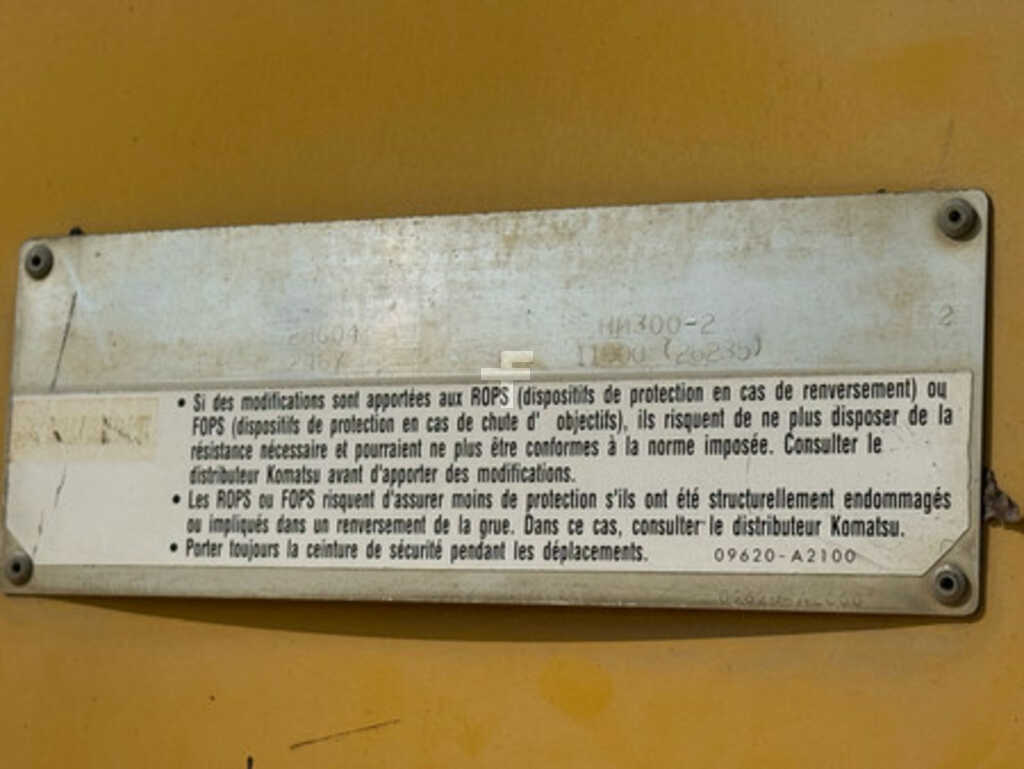 HM300-2
2
• Si des modifications sont apportées aux ROPS (dispositifs de protection en cas de renversement) ou
FOPS (dispositifs de protection en cas de chute d' objectifs), ils risquent de ne plus disposer de la
résistance nécessaire et pourraient ne plus être conformes à la norme imposée. Consulter le
distributeur Komatsu avant d'apporter des modifications.
• Les ROPS ou FOPS risquent d'assurer moins de protection s'ils ont été structurellement endommagés
ou impliqués dans un renversement de la grue. Dans ce cas, consulter le distributeur Komatsu.
• Porter toujours la ceinture de sécurité pendant les déplacements. 09620-A2100